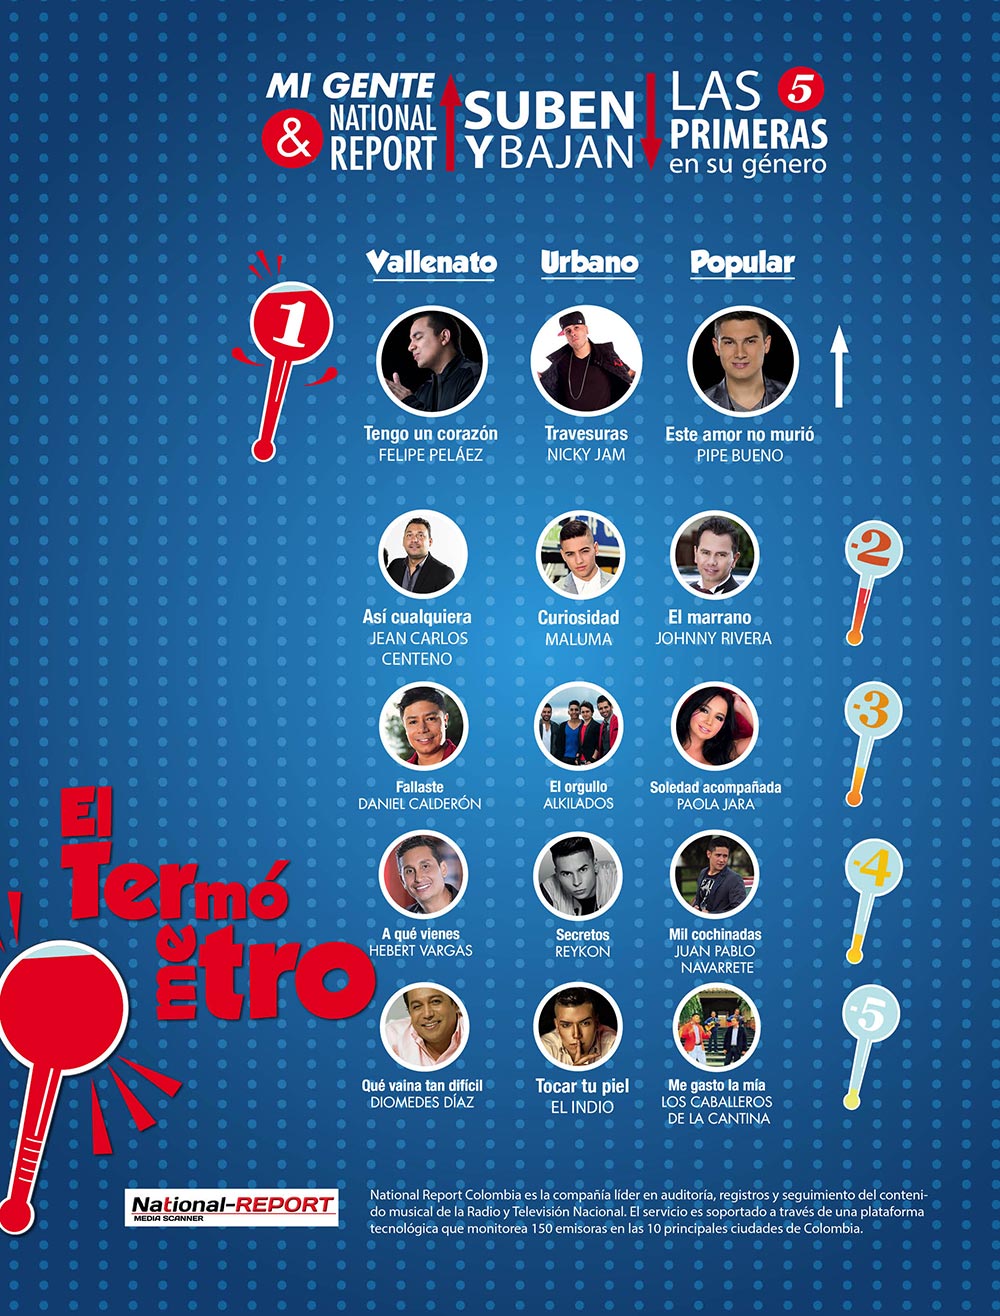 MI GENTE
& NATIONAL
REPORT
SUBEN
Y BAJAN
LAS 5
PRIMERAS
en su género
Vallenato Urbano Popular
1
Tengo un corazón
FELIPE PELÁEZ
Travesuras
NICKY JAM
Este amor no murió
PIPE BUENO
Así cualquiera
JEAN CARLOS
CENTENO
Curiosidad
MALUMA
El marrano
JOHNNY RIVERA
-2
Fallaste
DANIEL CALDERÓN
El orgullo
ALKILADOS
Soledad acompañada
PAOLA JARA
-3
A qué vienes
HEBERT VARGAS
Secretos
REYKON
Mil cochinadas
JUAN PABLO
NAVARRETE
-4
Qué vaina tan difícil
DIOMEDES DÍAZ
Tocar tu piel
EL INDIO
Me gasto la mía
LOS CABALLEROS
DE LA CANTINA
-5
El
Termó
metro
National-REPORT
MEDIA SCANNER
National Report Colombia es la compañía líder en auditoría, registros y seguimiento del conteni-
do musical de la Radio y Televisión Nacional. El servicio es soportado a través de una plataforma
tecnológica que monitorea 150 emisoras en las 10 principales ciudades de Colombia.